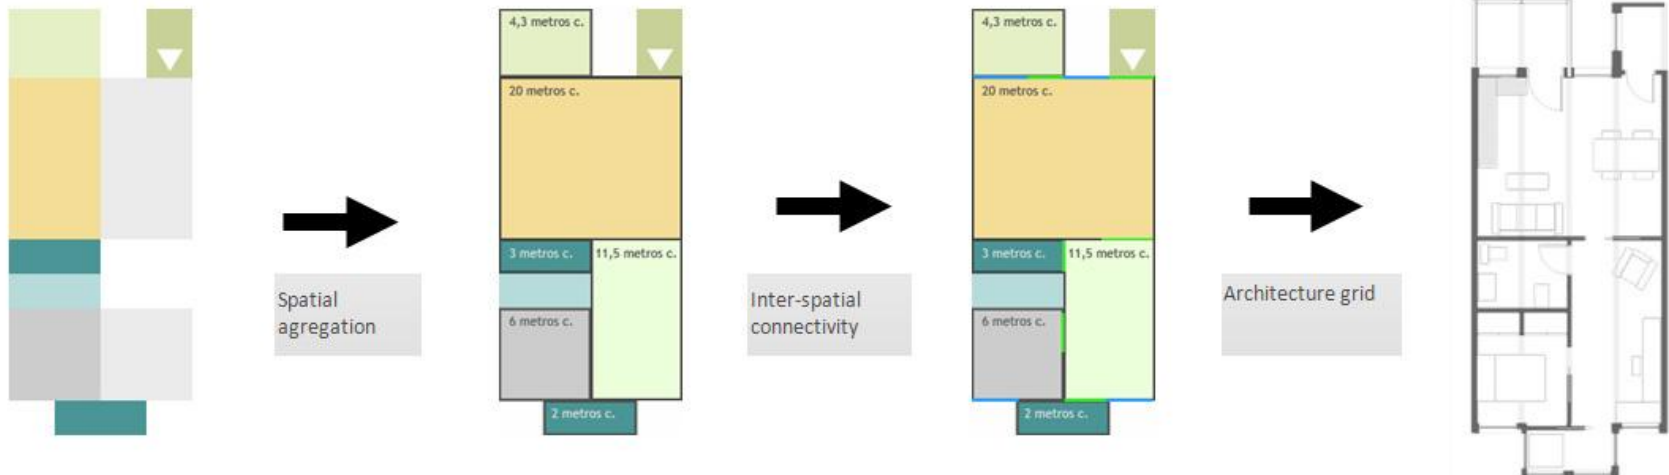 4,3 metros c.
20 metros c.
3 metros c.
11,5 metros c.
6 metros c.
2 metros c.
Spatial
agregation
4,3 metros c.
20 metros c.
3 metros c.
11,5 metros c.
6 metros c.
2 metros c.
Inter-spatial
connectivity
Architecture grid